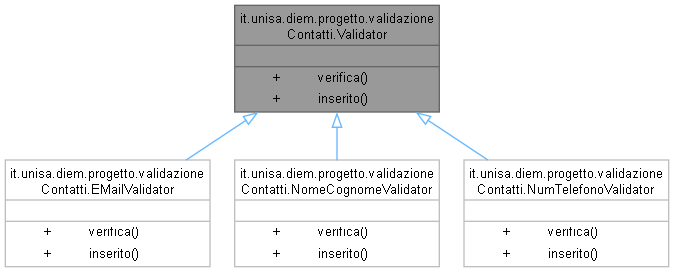 it.unisa.diem.progetto.validazione
Contatti.Validator
+ verifica()
+ inserito()
it.unisa.diem.progetto.validazione
Contatti.EMailValidator
+ verifica()
+ inserito()
it.unisa.diem.progetto.validazione
Contatti.NomeCognomeValidator
+ verifica()
+ inserito()
it.unisa.diem.progetto.validazione
Contatti.NumTelefonoValidator
+ verifica()
+ inserito()